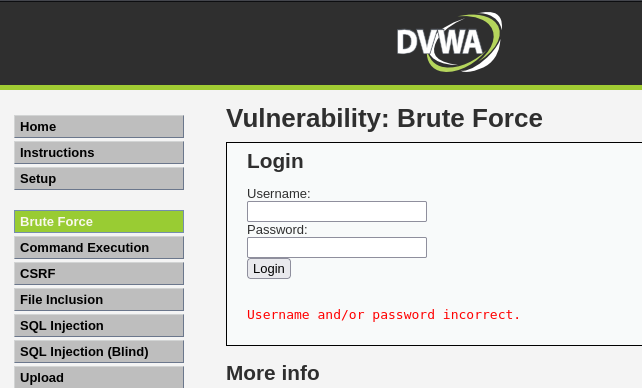 DVWA
Home
Instructions
Setup
Brute Force
Command Execution
CSRF
File Inclusion
SQL Injection
SQL Injection (Blind)
Upload
Vulnerability: Brute Force
Login
Username:
Password:
Login
Username and/or password incorrect.
More info